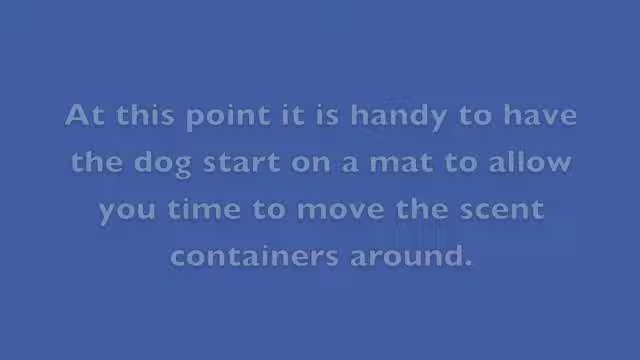 At this point it is handy to have
the dog start on a mat to allow
you time to move the scent
containers around.